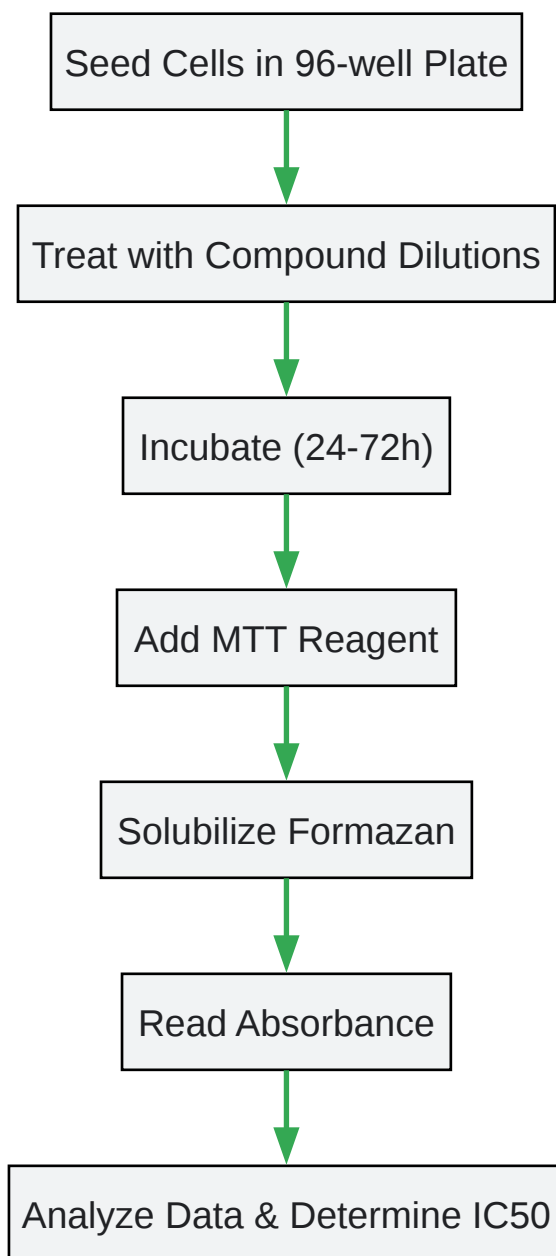 Seed Cells in 96-well Plate
Treat with Compound Dilutions
Incubate (24-72h)
Add MTT Reagent
Solubilize Formazan
Read Absorbance
Analyze Data & Determine IC50